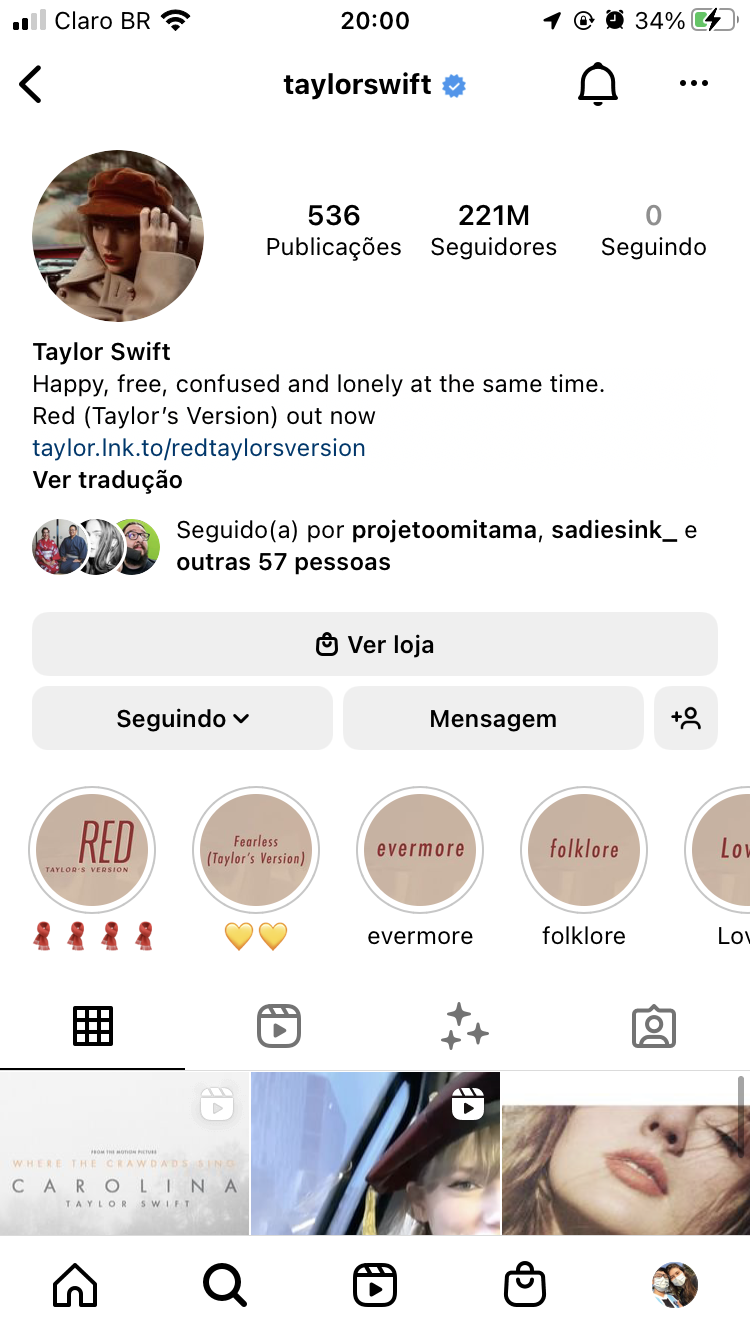 Claro BR
20:00
34%
taylorswift
536
221M
0
Publicações
Seguidores
Seguindo
Taylor Swift
Happy, free, confused and lonely at the same time.
Red (Taylor’s Version) out now
taylor.lnk.to/redtaylorsversion
Ver tradução
Seguido(a) por projetoomitama, sadiesink_ e
outras 57 pessoas
Ver loja
Seguindo
Mensagem
RED
TAYLOR'S VERSION
Fearless
(Taylor's Version)
evermore
folklore
Lov
evermore
folklore
Lov
FROM THE MOTION PICTURE
WHERE THE CRAWDADS SING
CAROLINA
TAYLOR SWIFT